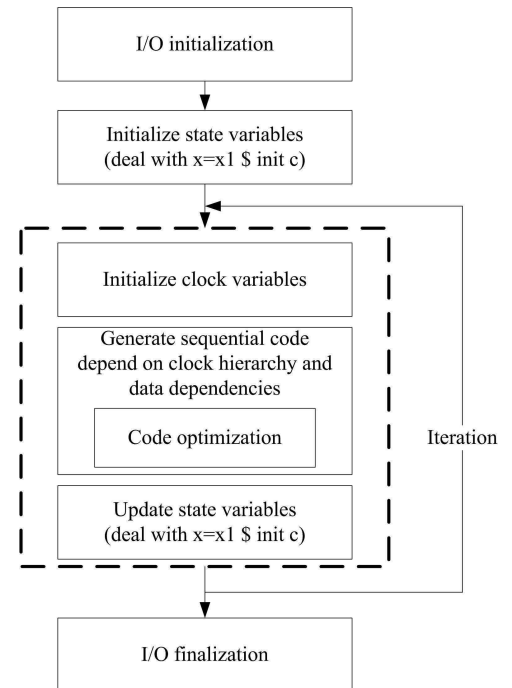 I/O initialization
Initialize state variables
(deal with x=x1 $ init c)
Initialize clock variables
Generate sequential code
depend on clock hierarchy and
data dependencies
Code optimization
Iteration
Update state variables
(deal with x=x1 $ init c)
I/O finalization